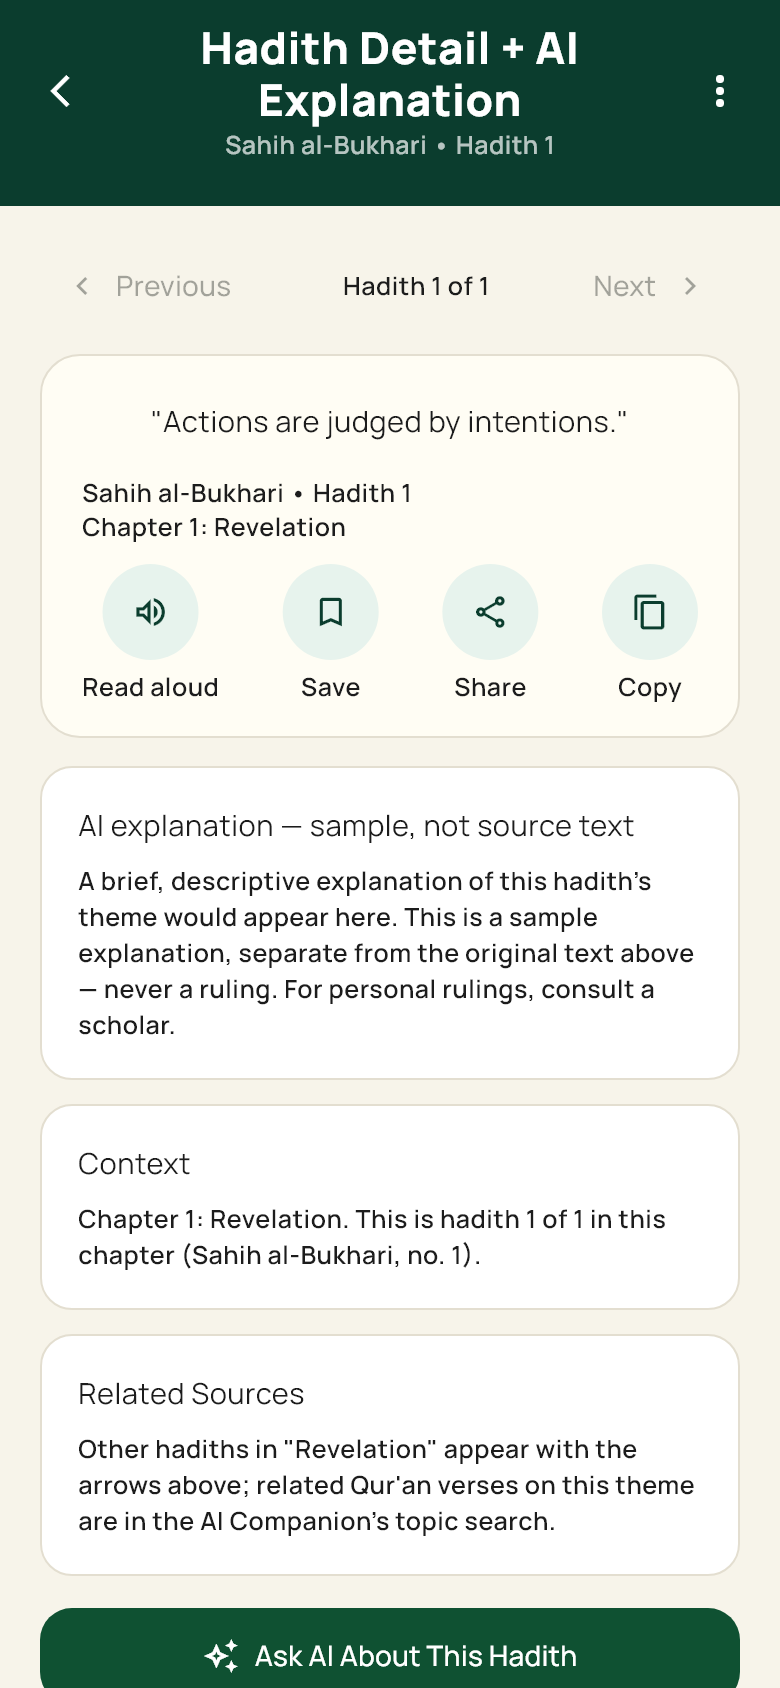 Hadith Detail + AI
Explanation
Sahih al-Bukhari • Hadith 1
Previous
Hadith 1 of 1
Next
"Actions are judged by intentions."
Sahih al-Bukhari • Hadith 1
Chapter 1: Revelation
Read aloud
Save
Share
Copy
AI explanation — sample, not source text
A brief, descriptive explanation of this hadith’s
theme would appear here. This is a sample
explanation, separate from the original text above
— never a ruling. For personal rulings, consult a
scholar.
Context
Chapter 1: Revelation. This is hadith 1 of 1 in this
chapter (Sahih al-Bukhari, no. 1).
Related Sources
Other hadiths in "Revelation" appear with the
arrows above; related Qur'an verses on this theme
are in the AI Companion’s topic search.
Ask AI About This Hadith